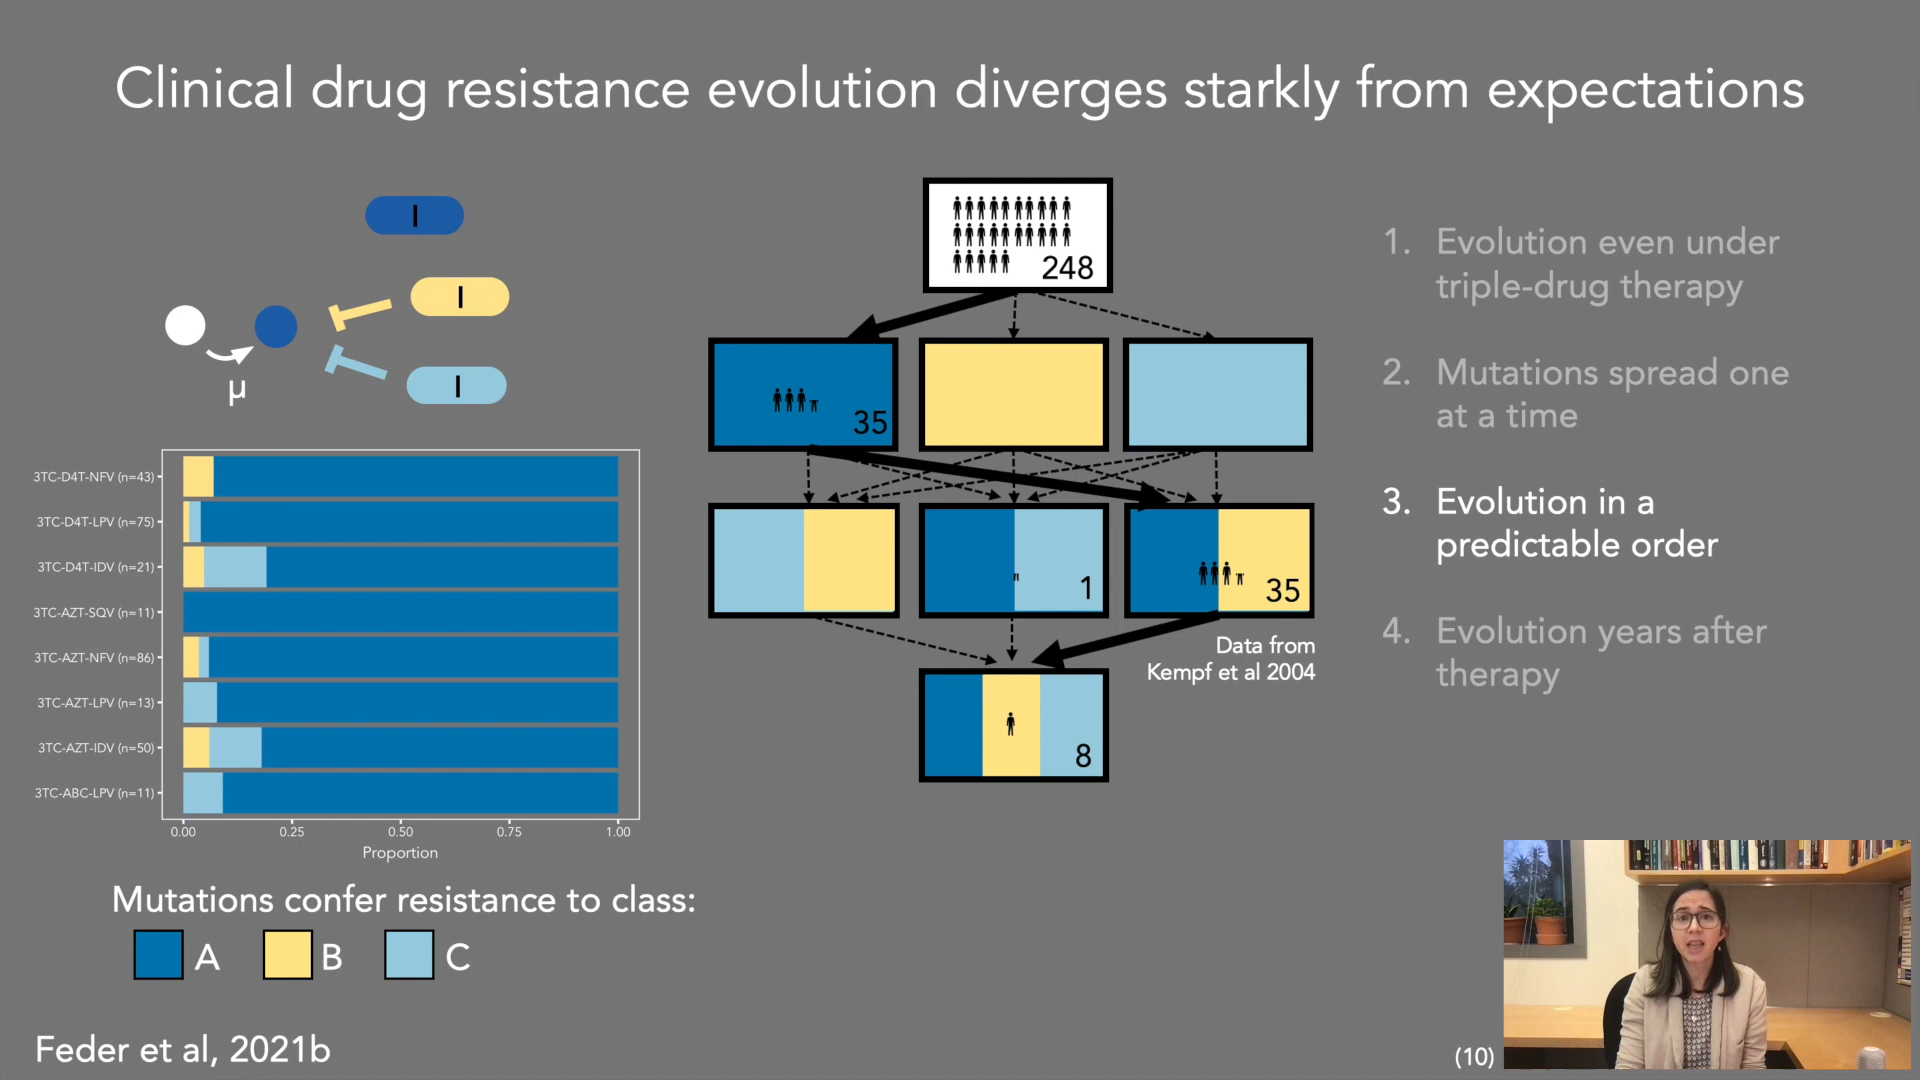 Clinical drug resistance evolution diverges starkly from expectations
I
I
I
μ
3TC-D4T-NFV (n=43)
3TC-D4T-LPV (n=75)
3TC-D4T-IDV (n=21)
3TC-AZT-SQV (n=11)
3TC-AZT-NFV (n=86)
3TC-AZT-LPV (n=13)
3TC-AZT-IDV (n=50)
3TC-ABC-LPV (n=11)
0.00 0.25 0.50 0.75 1.00
Proportion
Mutations confer resistance to class:
A B C
Feder et al, 2021b
248
35
1
35
Data from
Kempf et al 2004
8
1. Evolution even under
triple-drug therapy
2. Mutations spread one
at a time
3. Evolution in a
predictable order
4. Evolution years after
therapy
(10)